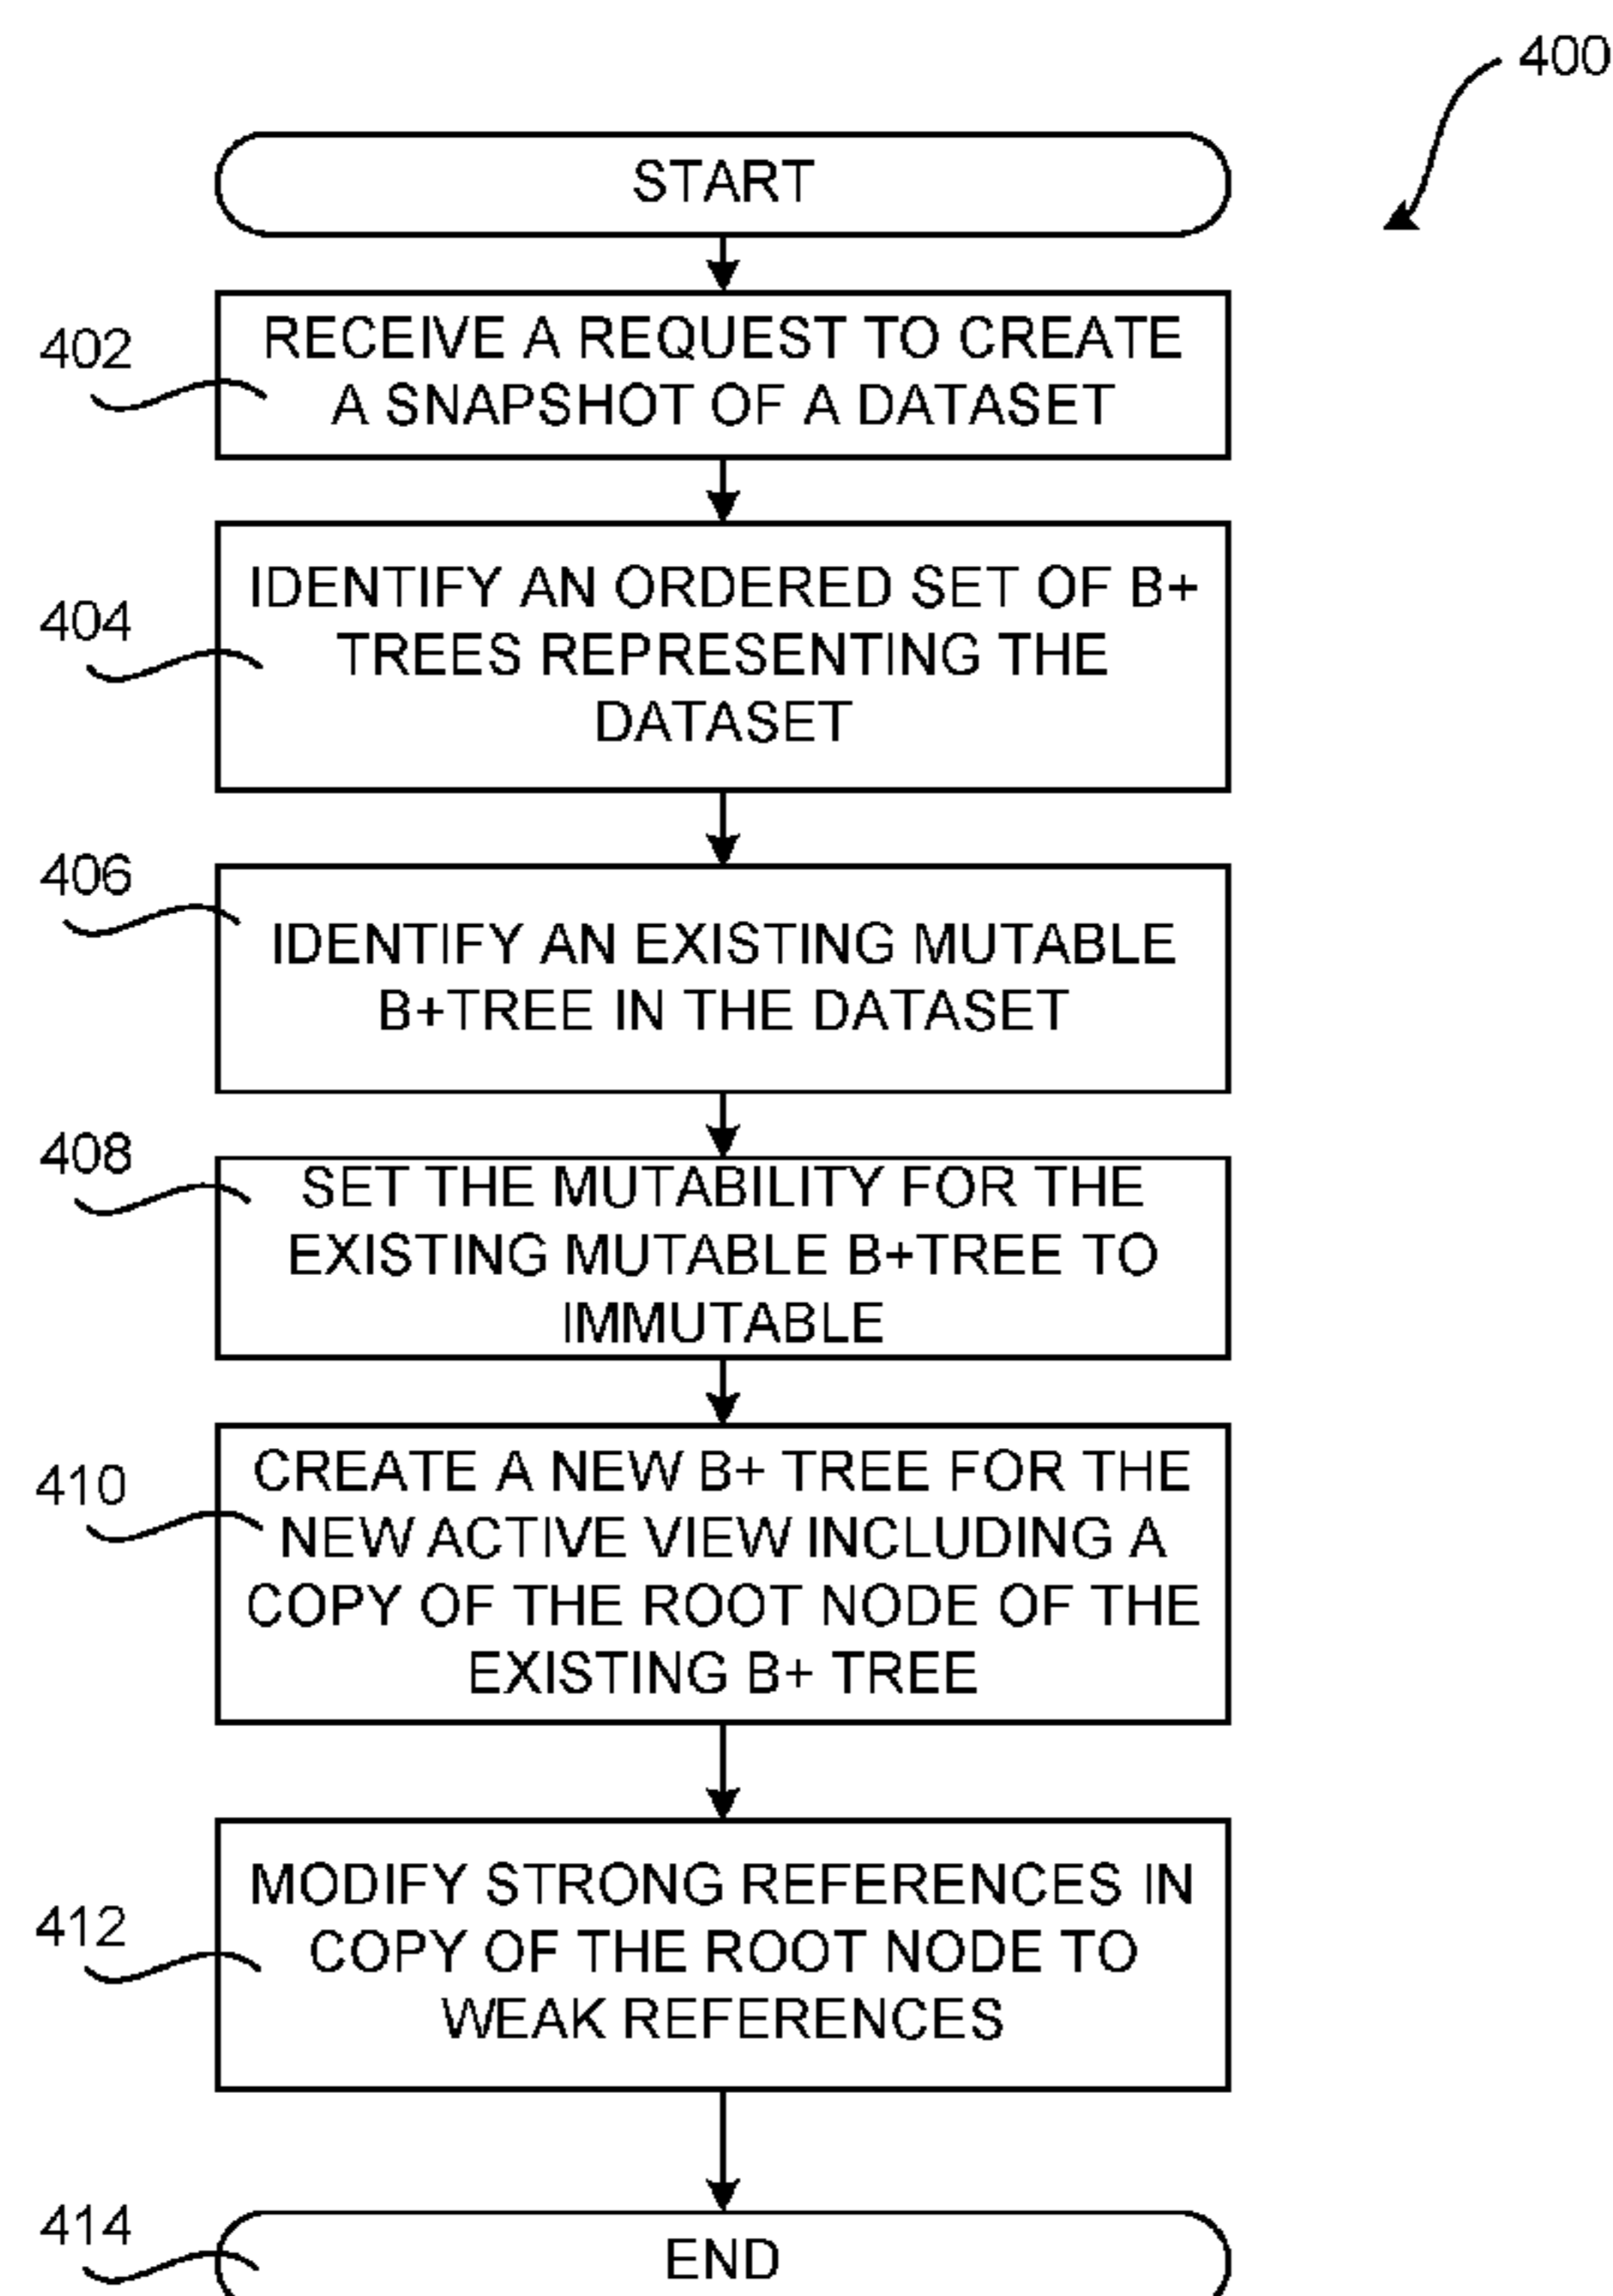 400
START
402
RECEIVE A REQUEST TO CREATE
A SNAPSHOT OF A DATASET
404
IDENTIFY AN ORDERED SET OF B+
TREES REPRESENTING THE
DATASET
406
IDENTIFY AN EXISTING MUTABLE
B+TREE IN THE DATASET
408
SET THE MUTABILITY FOR THE
EXISTING MUTABLE B+TREE TO
IMMUTABLE
410
CREATE A NEW B+ TREE FOR THE
NEW ACTIVE VIEW INCLUDING A
COPY OF THE ROOT NODE OF THE
EXISTING B+ TREE
412
MODIFY STRONG REFERENCES IN
COPY OF THE ROOT NODE TO
WEAK REFERENCES
414
END